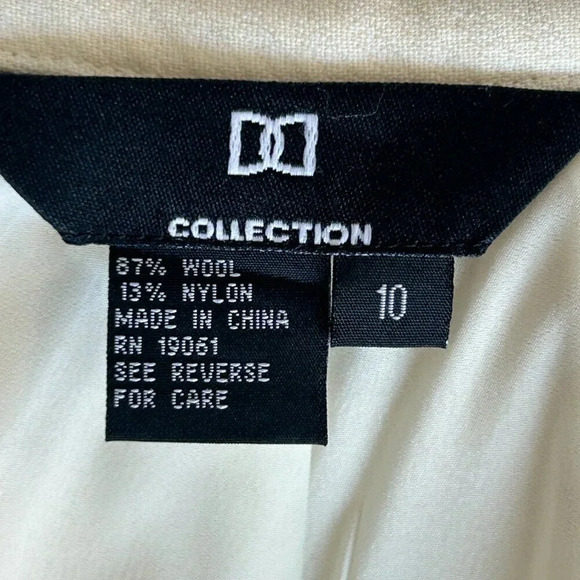 COLLECTION
87% WOOL
13% NYLON
MADE IN CHINA
RN 19061
SEE REVERSE
FOR CARE
10